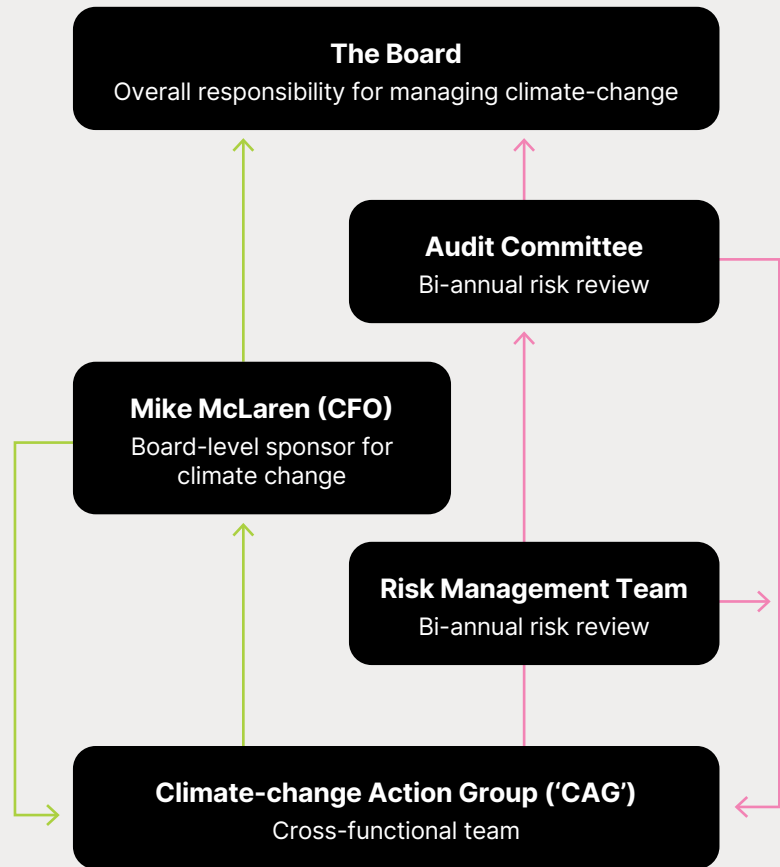 The Board
Overall responsibility for managing climate-change
Audit Committee
Bi-annual risk review
Mike McLaren (CFO)
Board-level sponsor for
climate change
Risk Management Team
Bi-annual risk review
Climate-change Action Group (‘CAG’)
Cross-functional team